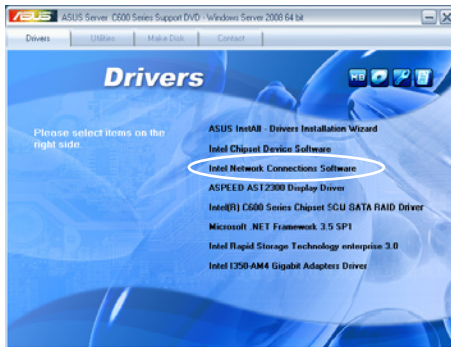 ASUS ASUS Server C600 Series Support DVD - Windows Server 2008 64 bit
Drivers Utilities Make Disk Contact
Drivers
MB
Please select items on the
right side.
ASUS InstAll - Drivers Installation Wizard
Intel Chipset Device Software
Intel Network Connections Software
ASPEED AST2300 Display Driver
Intel(R) C600 Series Chipset SCU SATA RAID Driver
Microsoft .NET Framework 3.5 SP1
Intel Rapid Storage Technology enterprise 3.0
Intel I350-AM4 Gigabit Adapters Driver